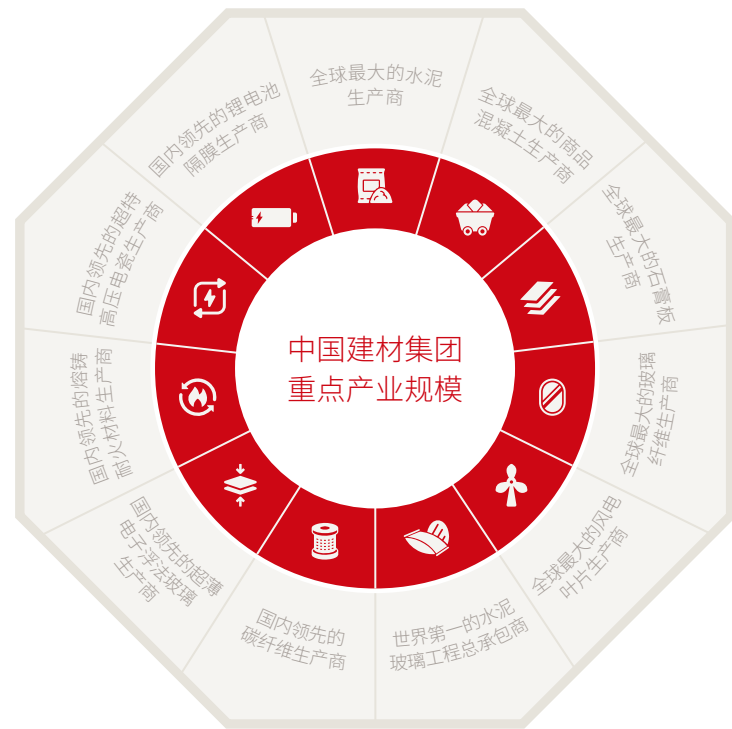 中国建材集团
重点产业规模
全球最大的水泥
生产商
全球最大的商品
混凝土生产商
全球最大的石膏板
生产商
全球最大的玻璃
纤维生产商
全球最大的风电
叶片生产商
世界第一的水泥
玻璃工程总承包商
国内领先的
碳纤维生产商
国内领先的超薄
电子浮法玻璃
生产商
国内领先的熔铸
耐火材料生产商
国内领先的超特
高压电瓷生产商
国内领先的锂电池
隔膜生产商